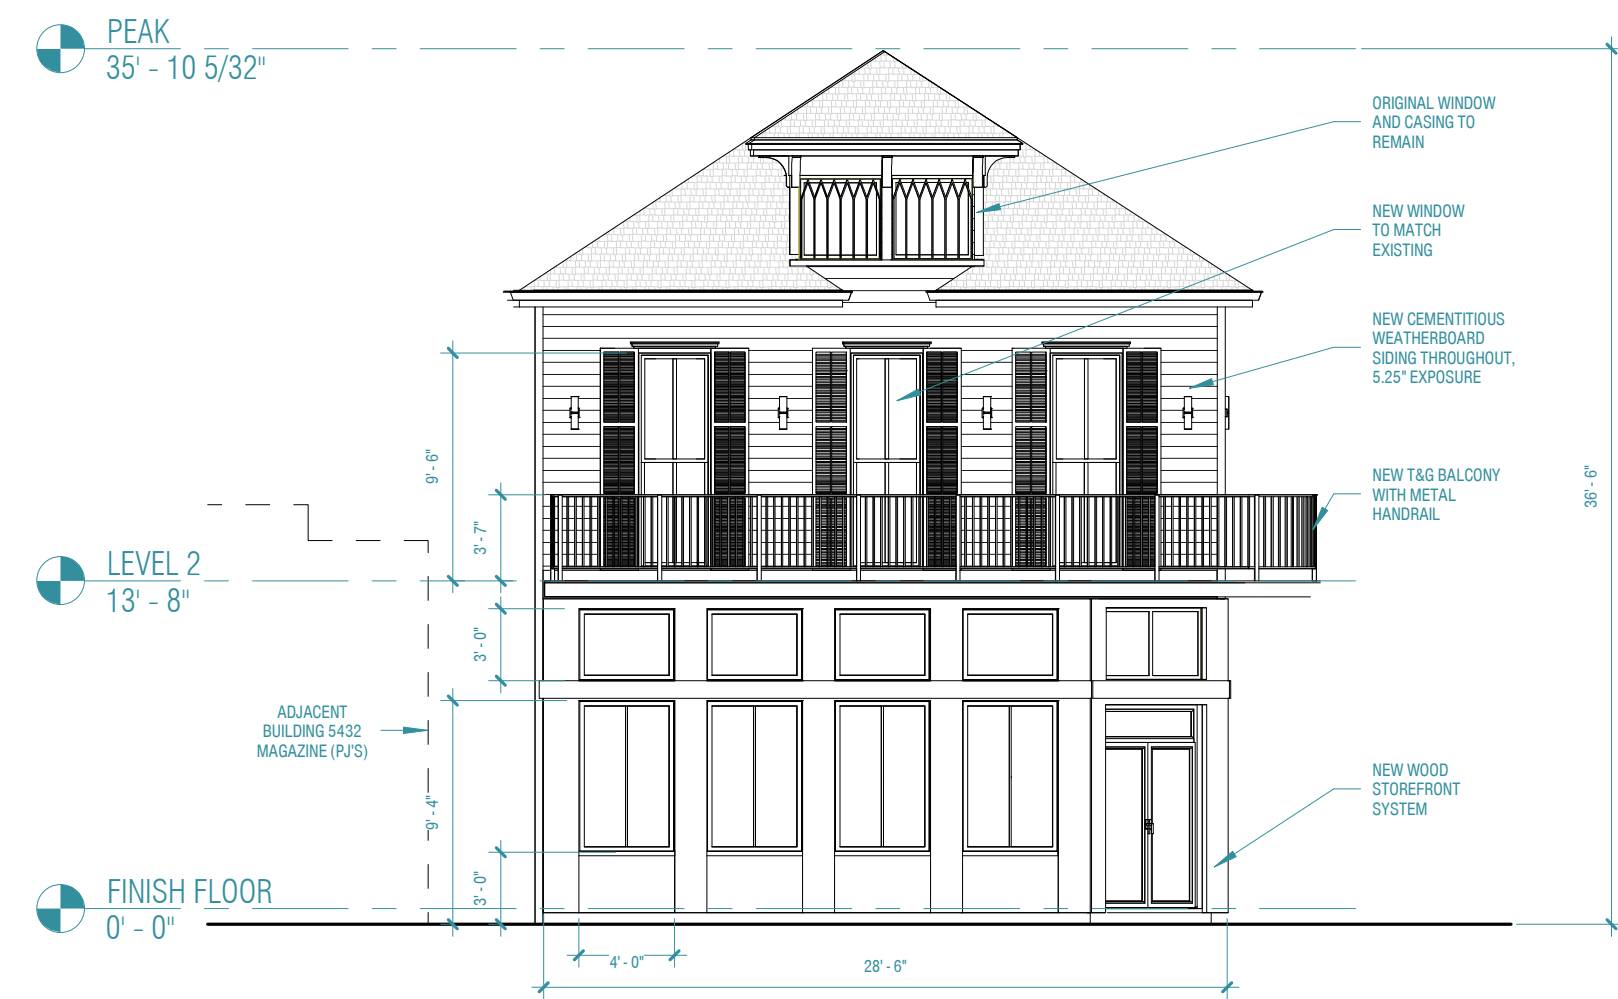 PEAK
35' - 10 5/32"
ORIGINAL WINDOW
AND CASING TO
REMAIN
NEW WINDOW
TO MATCH
EXISTING
NEW CEMENTITIOUS
WEATHERBOARD
SIDING THROUGHOUT,
5.25" EXPOSURE
9' - 6"
NEW T&G BALCONY
WITH METAL
HANDRAIL
36' - 6"
3' - 7"
LEVEL 2
13' - 8"
3' - 0"
ADJACENT
BUILDING 5432
MAGAZINE (PJ'S)
NEW WOOD
STOREFRONT
SYSTEM
9' - 4"
3' - 0"
FINISH FLOOR
0' - 0"
4' - 0"
28' - 6"